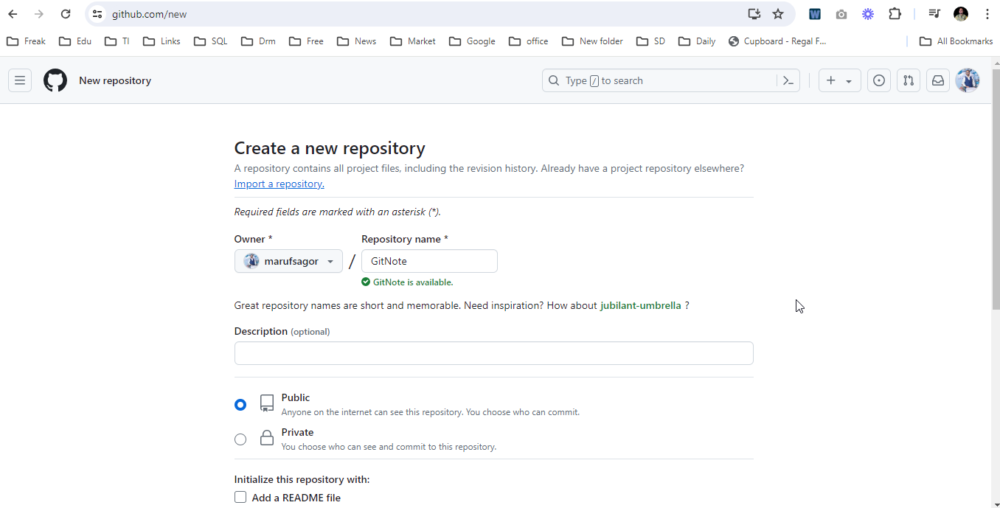 github.com/new
Freak Edu TI Links SQL Drm Free News Market Google office New folder SD Daily Cupboard - Regal F... All Bookmarks
New repository Type / to search
Create a new repository
A repository contains all project files, including the revision history. Already have a project repository elsewhere?
Import a repository.
Required fields are marked with an asterisk (*).
Owner * Repository name *
marufsagor / GitNote
GitNote is available.
Great repository names are short and memorable. Need inspiration? How about jubilant-umbrella ?
Description (optional)
Public
Anyone on the internet can see this repository. You choose who can commit.
Private
You choose who can see and commit to this repository.
Initialize this repository with:
Add a README file